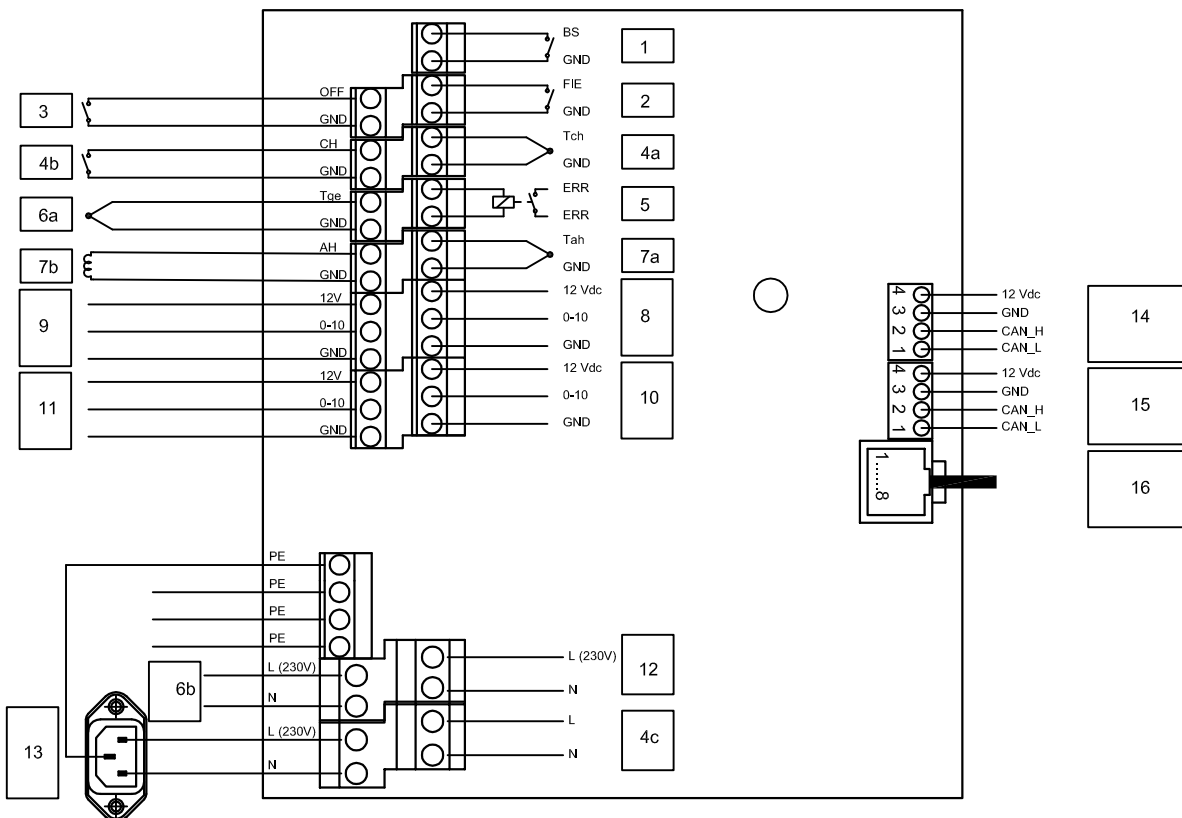 BS
GND
1
FIE
GND
2
Tch
GND
4a
ERR
ERR
5
Tah
GND
7a
12 Vdc
0-10
GND
8
12 Vdc
0-10
GND
10
3
OFF
GND
4b
CH
GND
6a
Tge
GND
7b
AH
GND
9
12V
0-10
GND
11
12V
0-10
GND
4
3
2
1
12 Vdc
GND
CAN_H
CAN_L
14
4
3
2
1
12 Vdc
GND
CAN_H
CAN_L
15
1......8
16
PE
PE
PE
PE
6b
L (230V)
N
13
L (230V)
N
L (230V)
N
12
L
N
4c